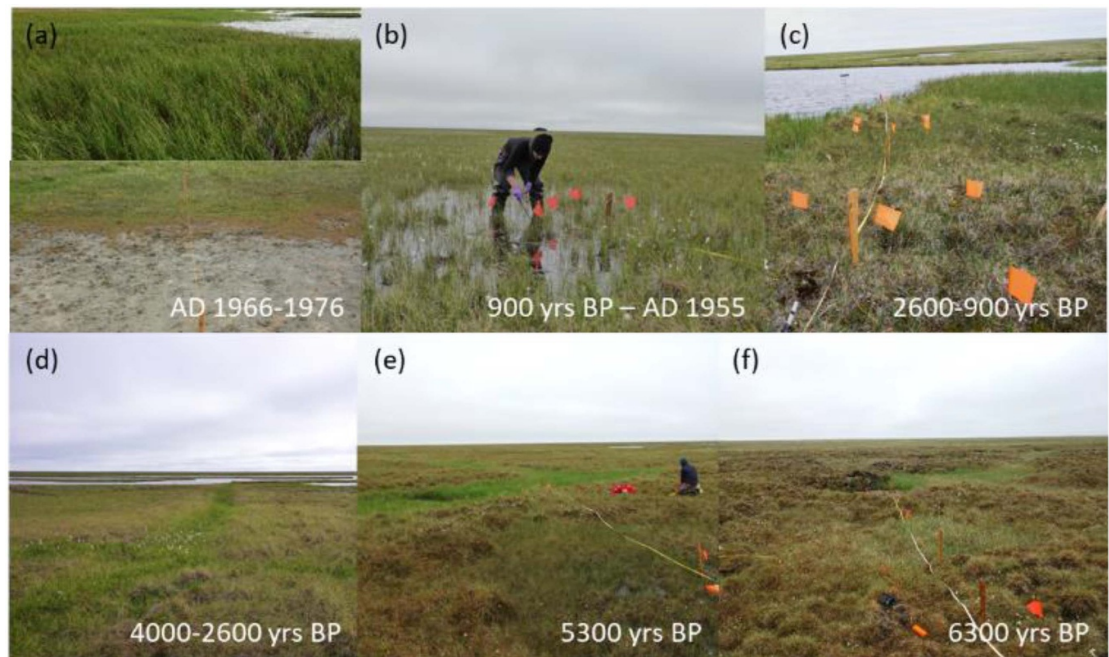 (a)
(b)
(c)
AD 1966-1976
900 yrs BP – AD 1955
2600-900 yrs BP
(d)
(e)
(f)
4000-2600 yrs BP
5300 yrs BP
6300 yrs BP